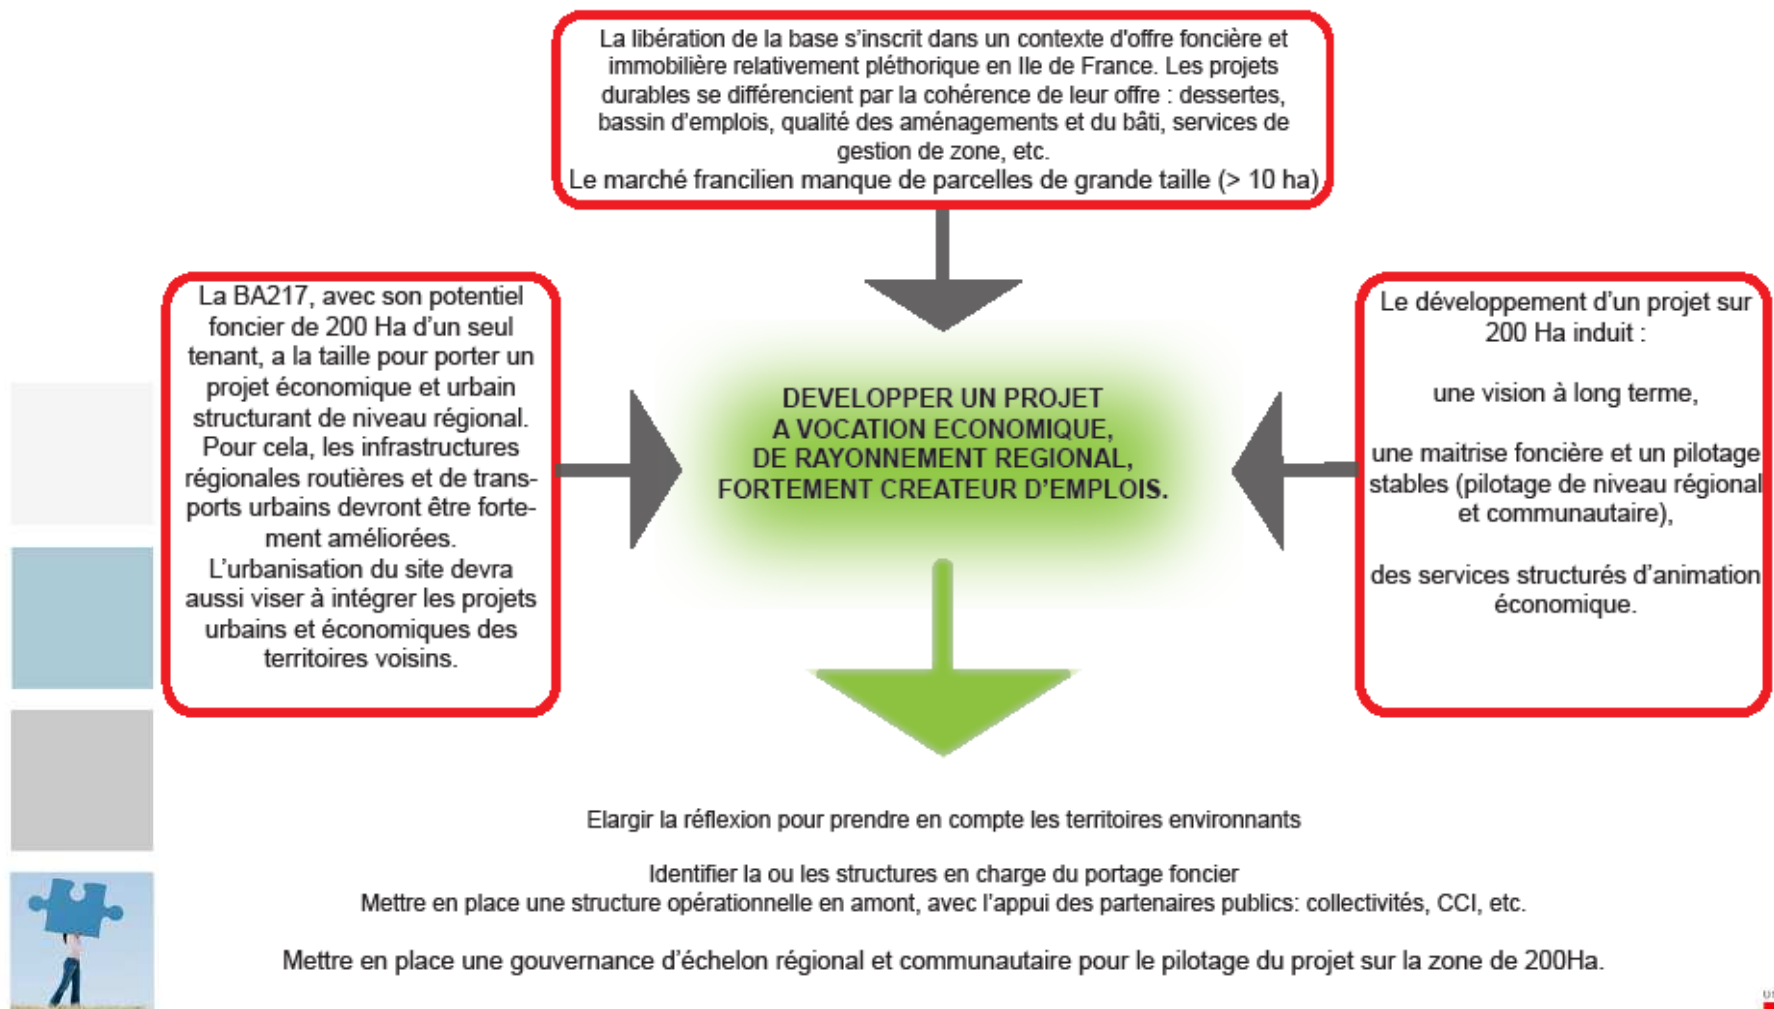 La libération de la base s'inscrit dans un contexte d'offre foncière et
immobilière relativement pléthorique en Ile de France. Les projets
durables se différencient par la cohérence de leur offre : dessertes,
bassin d'emplois, qualité des aménagements et du bâti, services de
gestion de zone, etc.
Le marché francilien manque de parcelles de grande taille (> 10 ha)
La BA217, avec son potentiel
foncier de 200 Ha d'un seul
tenant, a la taille pour porter un
projet économique et urbain
structurant de niveau régional.
Pour cela, les infrastructures
régionales routières et de trans-
ports urbains devront être forte-
ment améliorées.
L'urbanisation du site devra
aussi viser à intégrer les projets
urbains et économiques des
territoires voisins.
DEVELOPPER UN PROJET
A VOCATION ECONOMIQUE,
DE RAYONNEMENT REGIONAL,
FORTEMENT CREATEUR D'EMPLOIS.
Le développement d'un projet sur
200 Ha induit :
une vision à long terme,
une maitrise foncière et un pilotage
stables (pilotage de niveau régional
et communautaire),
des services structurés d'animation
économique.
Elargir la réflexion pour prendre en compte les territoires environnants
Identifier la ou les structures en charge du portage foncier
Mettre en place une structure opérationnelle en amont, avec l'appui des partenaires publics: collectivités, CCI, etc.
Mettre en place une gouvernance d'échelon régional et communautaire pour le pilotage du projet sur la zone de 200Ha.